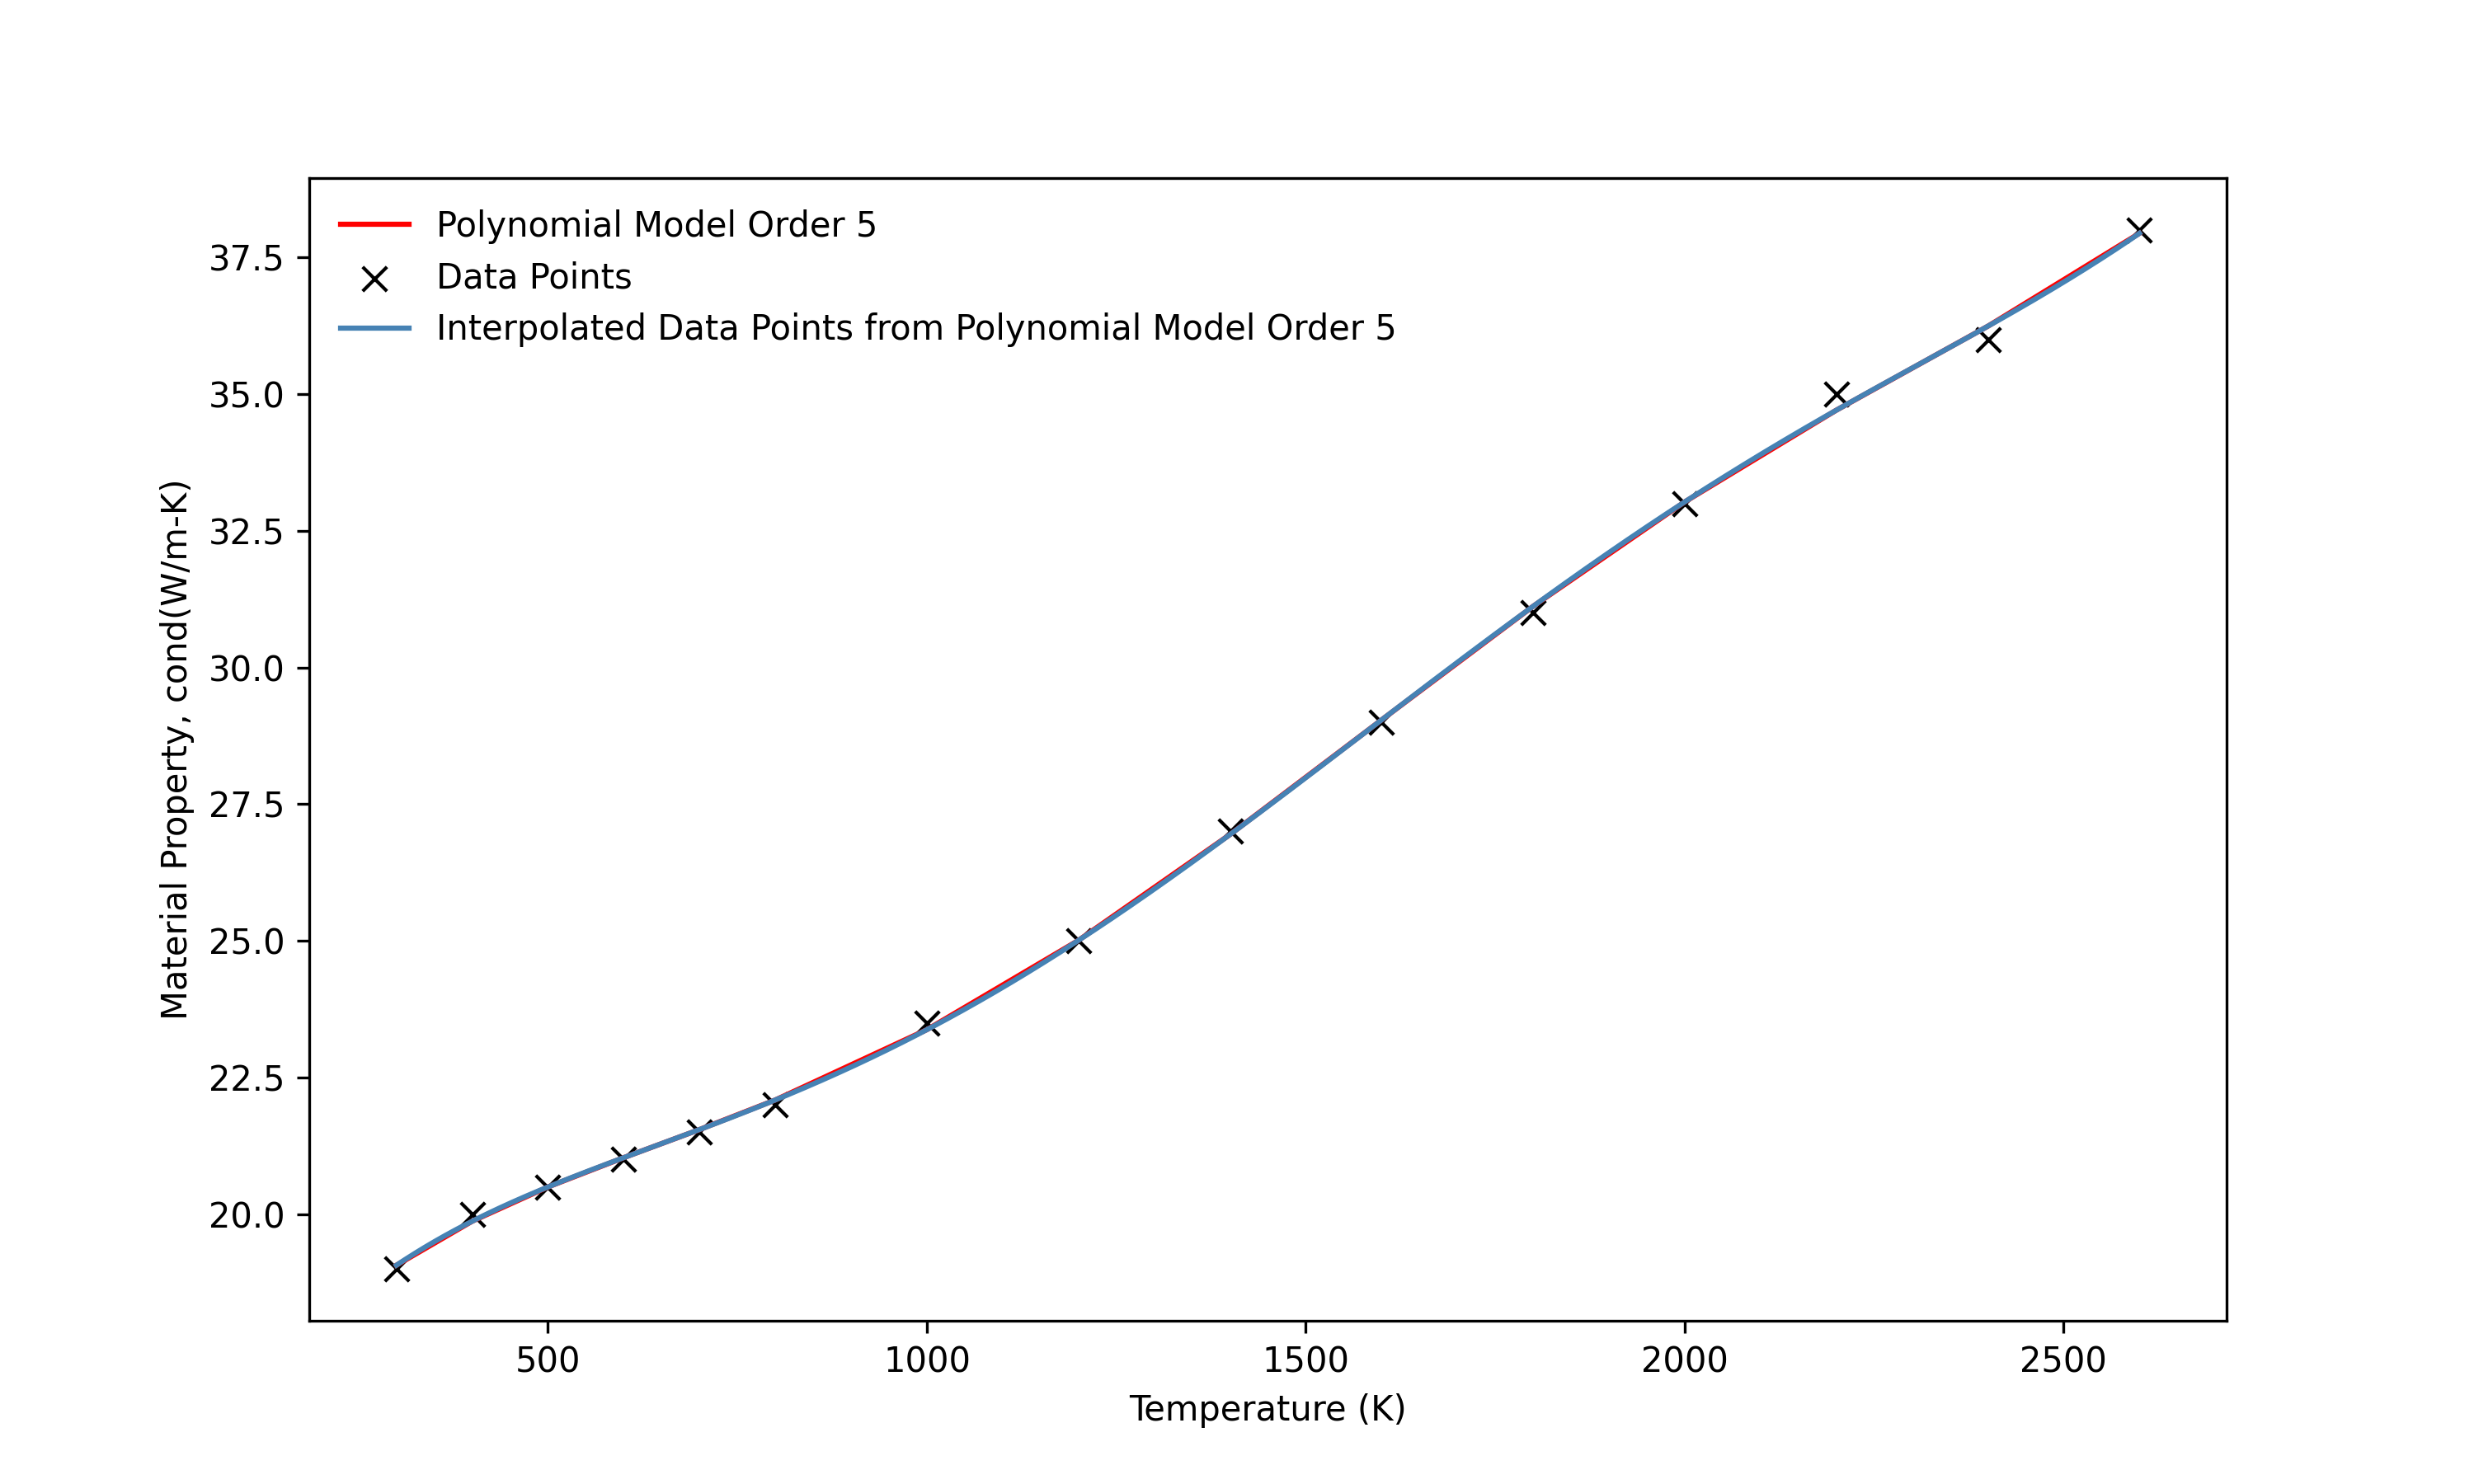 Polynomial Model Order 5
Data Points
Interpolated Data Points from Polynomial Model Order 5
37.5
35.0
32.5
30.0
27.5
25.0
22.5
20.0
Material Property, cond(W/m-K)
500 1000 1500 2000 2500
Temperature (K)